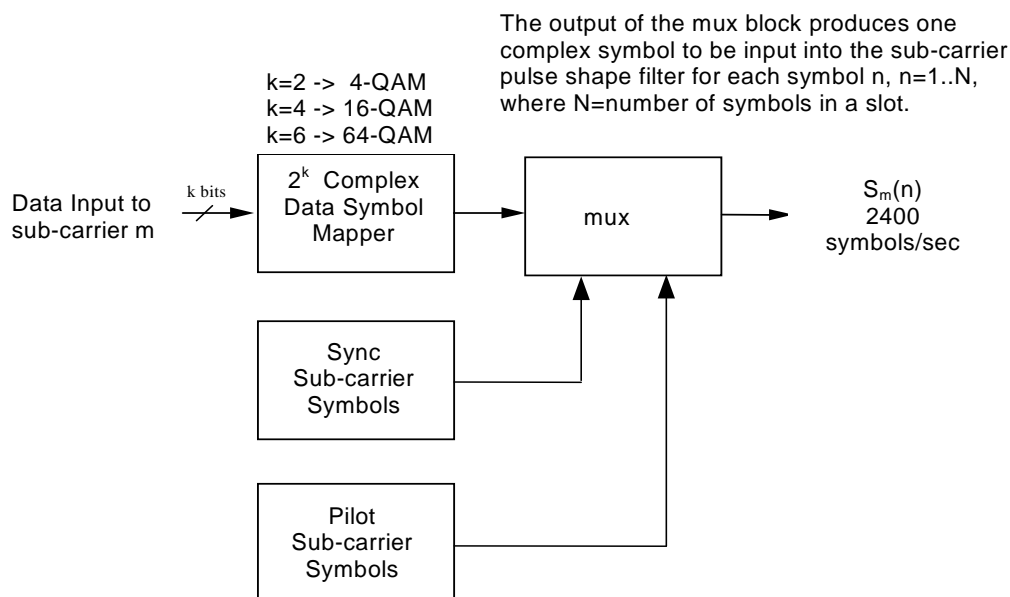 The output of the mux block produces one
complex symbol to be input into the sub-carrier
pulse shape filter for each symbol n, n=1..N,
where N=number of symbols in a slot.
k=2 -> 4-QAM
k=4 -> 16-QAM
k=6 -> 64-QAM
Data Input to
sub-carrier m
k bits
2^k Complex
Data Symbol
Mapper
mux
S_m(n)
2400
symbols/sec
Sync
Sub-carrier
Symbols
Pilot
Sub-carrier
Symbols